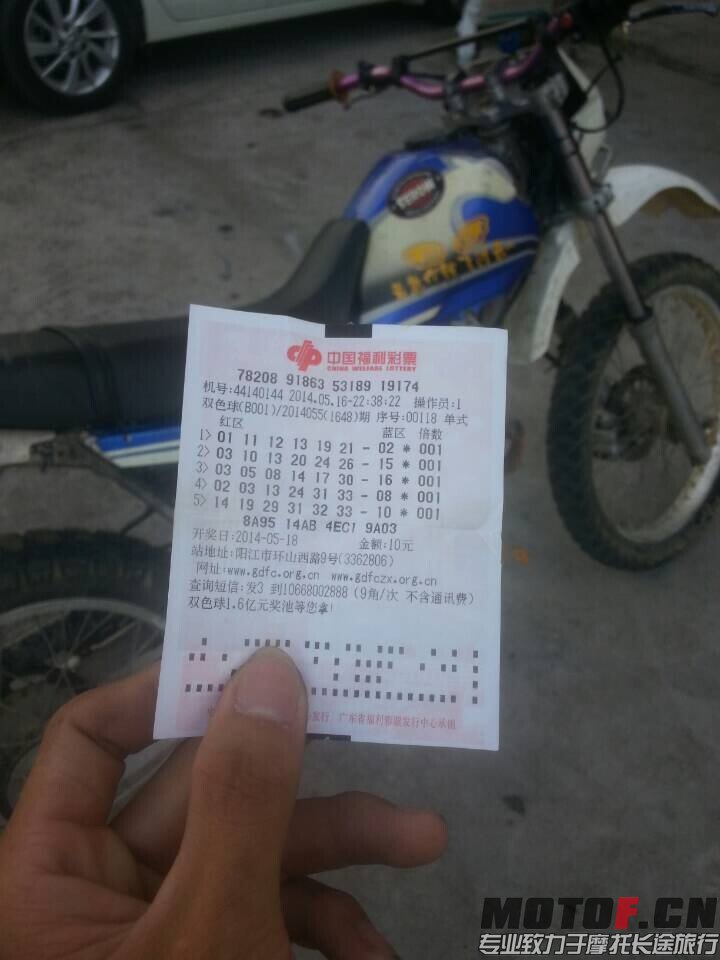 中国福利彩票
CHINA WELFARE LOTTERY
78208 91863 53189 19174
机号:44140144 2014.05.16-22:38:22 操作员:1
双色球(B001)/2014055(1648)期 序号:00118 单式
红区 蓝区 倍数
1> 01 11 12 13 19 21 - 02 * 001
2> 03 10 13 20 24 26 - 15 * 001
3> 03 05 08 14 17 30 - 16 * 001
4> 02 03 13 24 31 33 - 08 * 001
5> 14 19 29 31 32 33 - 10 * 001
8A95 14AB 4EC1 9A03
开奖日:2014-05-18 金额:10元
站地址:阳江市环山西路9号(3362806)
网址:www.gdfc.org.cn www.gdfczx.org.cn
查询短信:发3 到10668002888 (9角/次 不含通讯费)
双色球1.6亿元奖池等您拿!
发行 广东省福利彩票发行中心承销
MOTOF.CN
专业致力于摩托长途旅行